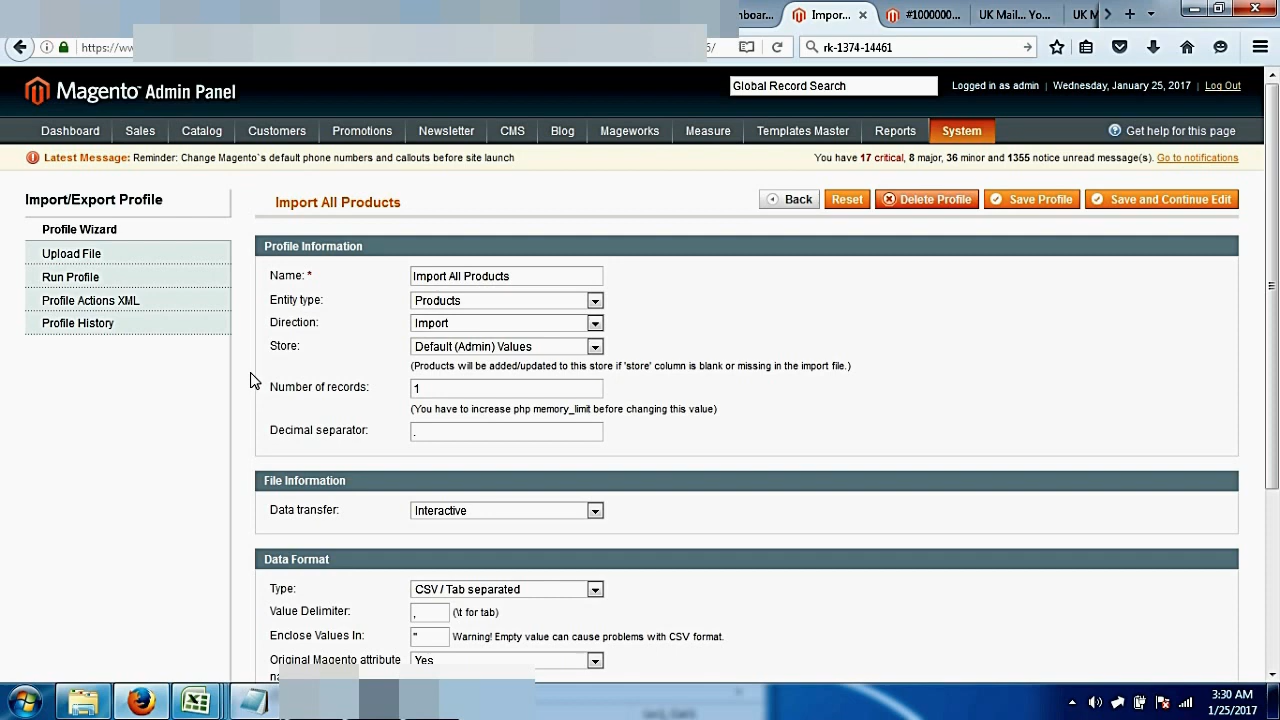 Impor...
#1000000...
UK Mail... Yo...
UK M
https://ww
rk-1374-14461
Magento Admin Panel
Global Record Search
Logged in as admin | Wednesday, January 25, 2017 | Log Out
Dashboard Sales Catalog Customers Promotions Newsletter CMS Blog Mageworks Measure Templates Master Reports System Get help for this page
Latest Message: Reminder: Change Magento`s default phone numbers and callouts before site launch You have 17 critical, 8 major, 36 minor and 1355 notice unread message(s). Go to notifications
Import/Export Profile
Profile Wizard
Upload File
Run Profile
Profile Actions XML
Profile History
Import All Products
Back Reset Delete Profile Save Profile Save and Continue Edit
Profile Information
Name: * Import All Products
Entity type: Products
Direction: Import
Store: Default (Admin) Values
(Products will be added/updated to this store if 'store' column is blank or missing in the import file.)
Number of records: 1
(You have to increase php memory_limit before changing this value)
Decimal separator: .
File Information
Data transfer: Interactive
Data Format
Type: CSV / Tab separated
Value Delimiter: , (\t for tab)
Enclose Values In: " Warning! Empty value can cause problems with CSV format.
Original Magento attribute Yes
3:30 AM
1/25/2017